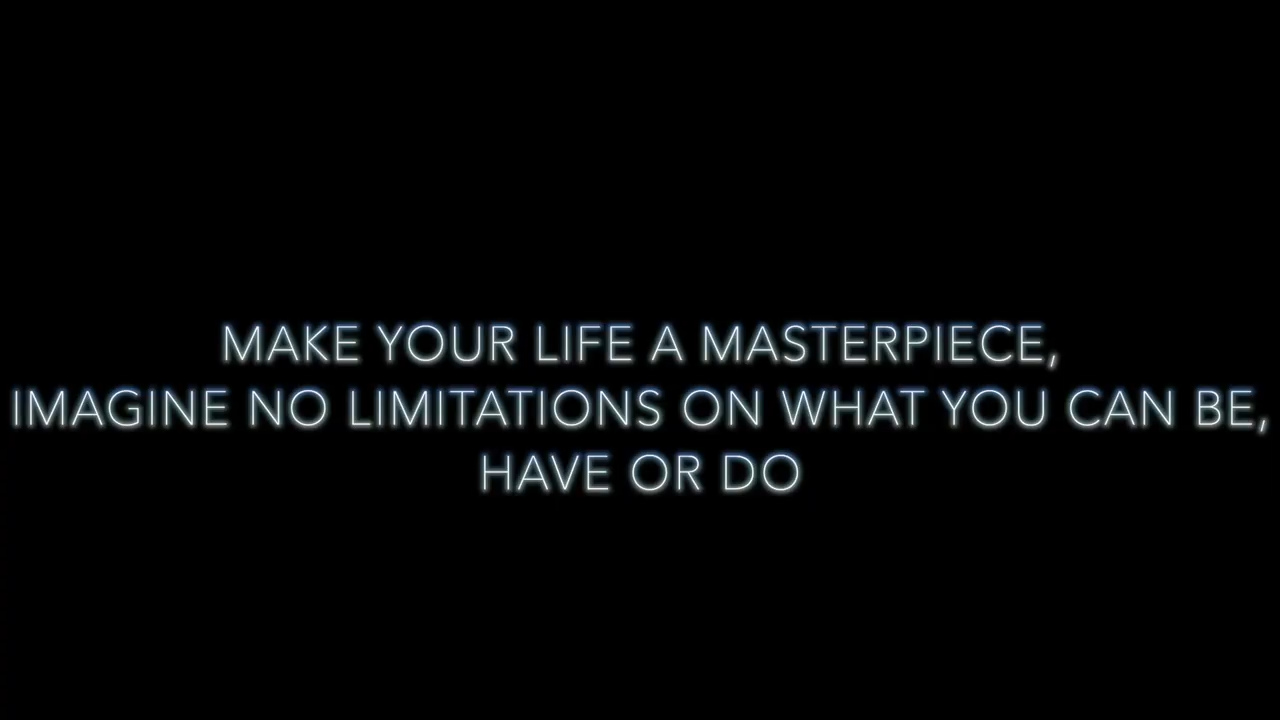 MAKE YOUR LIFE A MASTERPIECE,
IMAGINE NO LIMITATIONS ON WHAT YOU CAN BE,
HAVE OR DO